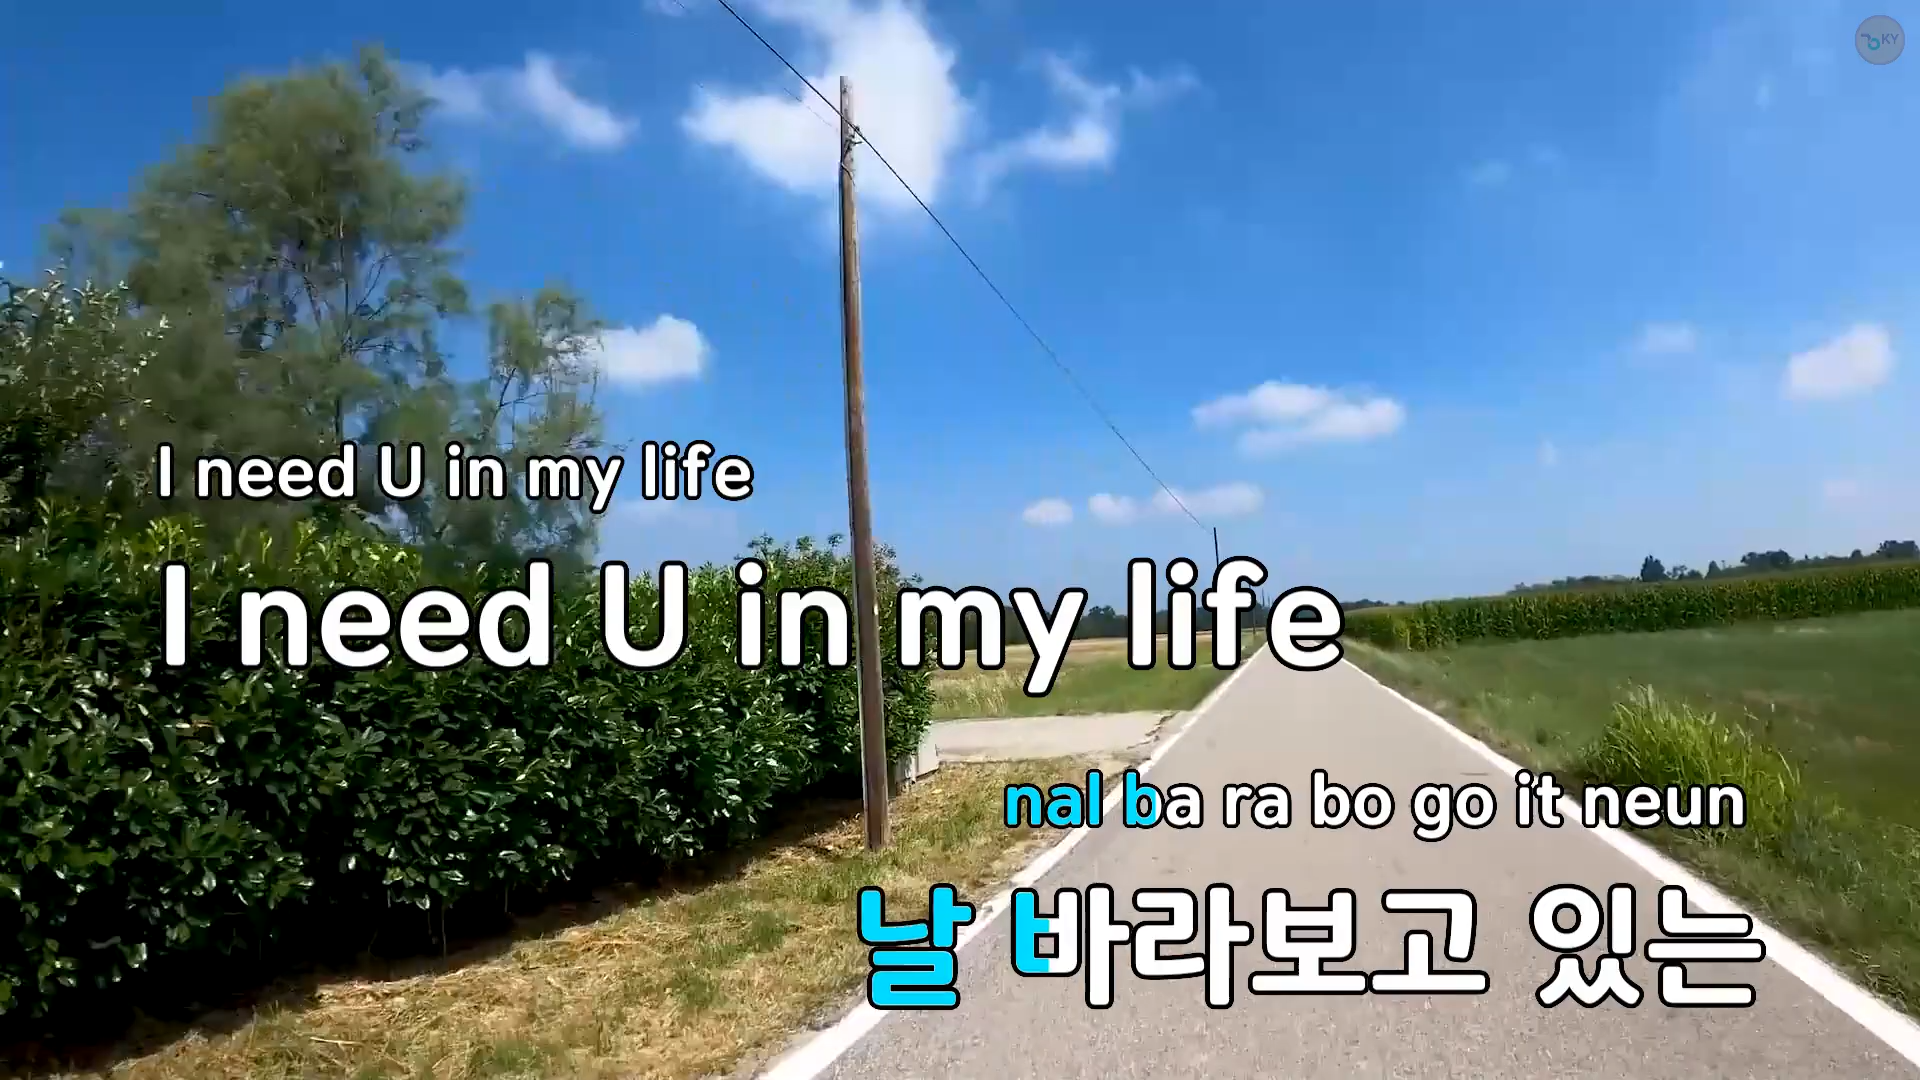 KY
I need U in my life
I need U in my life
nal ba ra bo go it neun
날 바라보고 있는